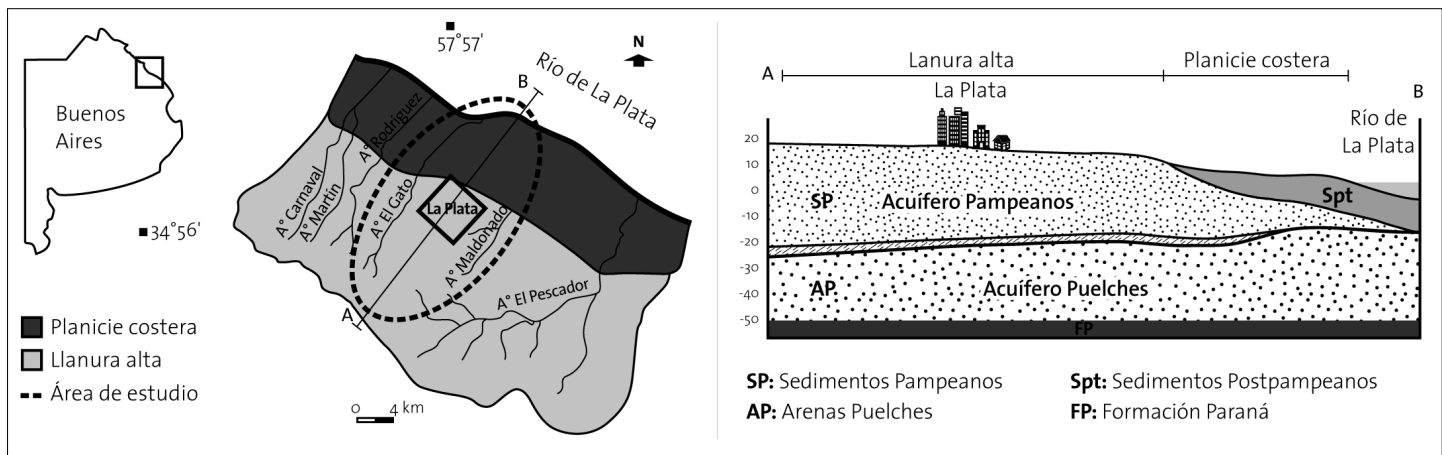 Buenos
Aires
57°57'
34°56'
N
Río de La Plata
B
A
A° Carnaval
A° Martín
A° Rodríguez
A° El Gato
La Plata
A° Maldonado
A° El Pescador
Planicie costera
Llanura alta
Área de estudio
0 4 km
A
Lanura alta
Planicie costera
B
La Plata
Río de
La Plata
20
10
0
-10
-20
-30
-40
-50
SP
Acuífero Pampeanos
Spt
AP
Acuífero Puelches
FP
SP: Sedimentos Pampeanos
Spt: Sedimentos Postpampeanos
AP: Arenas Puelches
FP: Formación Paraná